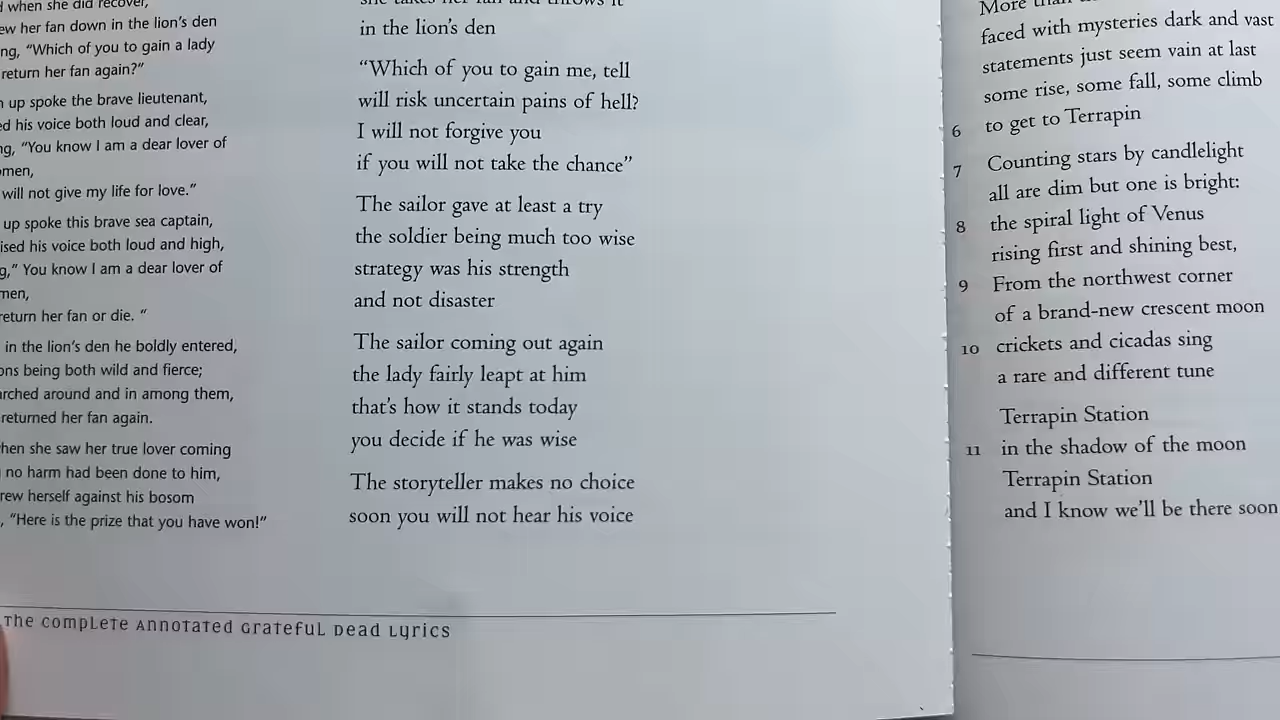 when she did recover,
her fan down in the lion's den
"Which of you to gain a lady
return her fan again?"
up spoke the brave lieutenant,
his voice both loud and clear,
"You know I am a dear lover of
will not give my life for love."
up spoke this brave sea captain,
his voice both loud and high,
" You know I am a dear lover of
return her fan or die. "
in the lion's den he boldly entered,
being both wild and fierce;
around and in among them,
returned her fan again.
when she saw her true lover coming
no harm had been done to him,
herself against his bosom
"Here is the prize that you have won!"
she takes her fan and throws it
in the lion's den
"Which of you to gain me, tell
will risk uncertain pains of hell?
I will not forgive you
if you will not take the chance"
The sailor gave at least a try
the soldier being much too wise
strategy was his strength
and not disaster
The sailor coming out again
the lady fairly leapt at him
that's how it stands today
you decide if he was wise
The storyteller makes no choice
soon you will not hear his voice
The Complete Annotated Grateful Dead Lyrics
More
faced with mysteries dark and vast
statements just seem vain at last
some rise, some fall, some climb
6 to get to Terrapin
7 Counting stars by candlelight
all are dim but one is bright:
8 the spiral light of Venus
rising first and shining best,
9 From the northwest corner
of a brand-new crescent moon
10 crickets and cicadas sing
a rare and different tune
Terrapin Station
11 in the shadow of the moon
Terrapin Station
and I know we'll be there soon